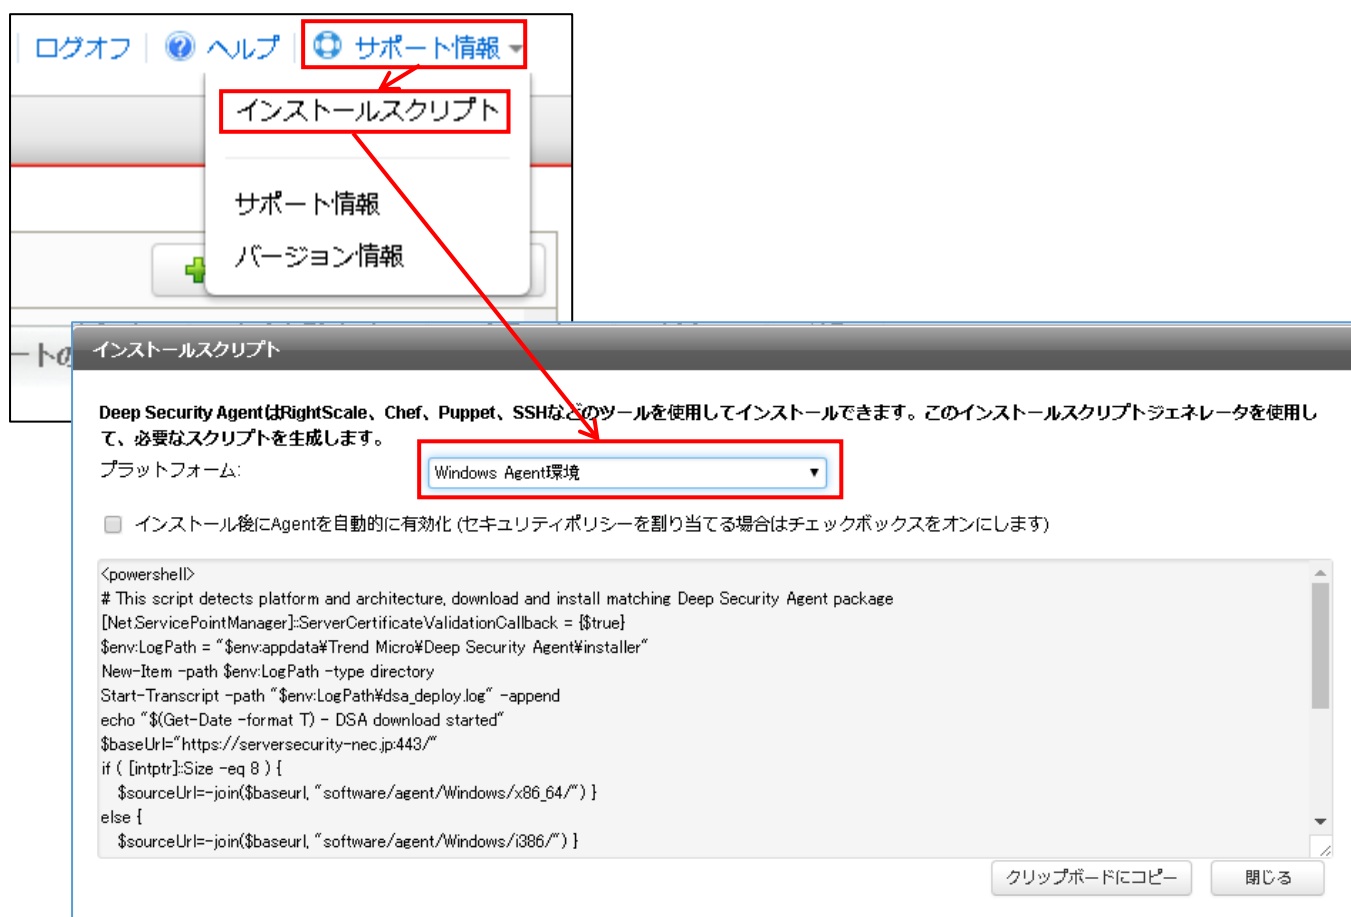 ログオフ ヘルプ サポート情報
インストールスクリプト
サポート情報
バージョン情報
インストールスクリプト
Deep Security AgentはRightScale、Chef、Puppet、SSHなどのツールを使用してインストールできます。このインストールスクリプトジェネレータを使用し
て、必要なスクリプトを生成します。
プラットフォーム:
Windows Agent環境
インストール後にAgentを自動的に有効化 (セキュリティポリシーを割り当てる場合はチェックボックスをオンにします)
<powershell>
# This script detects platform and architecture, download and install matching Deep Security Agent package
[Net.ServicePointManager]::ServerCertificateValidationCallback = {$true}
$env:LogPath = "$env:appdata¥Trend Micro¥Deep Security Agent¥installer"
New-Item -path $env:LogPath -type directory
Start-Transcript -path "$env:LogPath¥dsa_deploy.log" -append
echo "$(Get-Date -format T) - DSA download started"
$baseUrl="https://serversecurity-nec.jp:443/"
if ( [intptr]::Size -eq 8 ) {
$sourceUrl=-join($baseurl, "software/agent/Windows/x86_64/") }
else {
$sourceUrl=-join($baseurl, "software/agent/Windows/i386/") }
クリップボードにコピー 閉じる